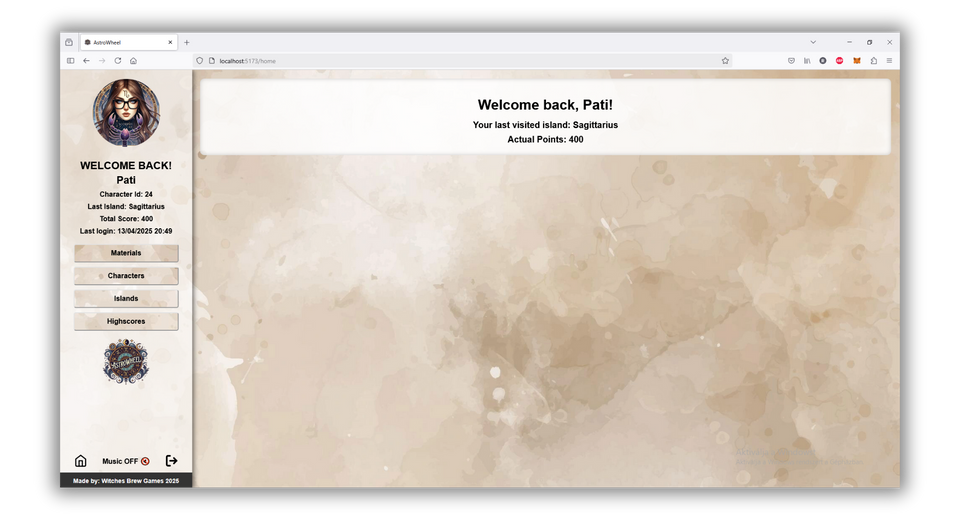 AstroWheel
localhost:5173/home
WELCOME BACK!
Pati
Character Id: 24
Last Island: Sagittarius
Total Score: 400
Last login: 13/04/2025 20:49
Materials
Characters
Islands
Highscores
ASTROWHEEL
Music OFF
Made by: Witches Brew Games 2025
Welcome back, Pati!
Your last visited island: Sagittarius
Actual Points: 400